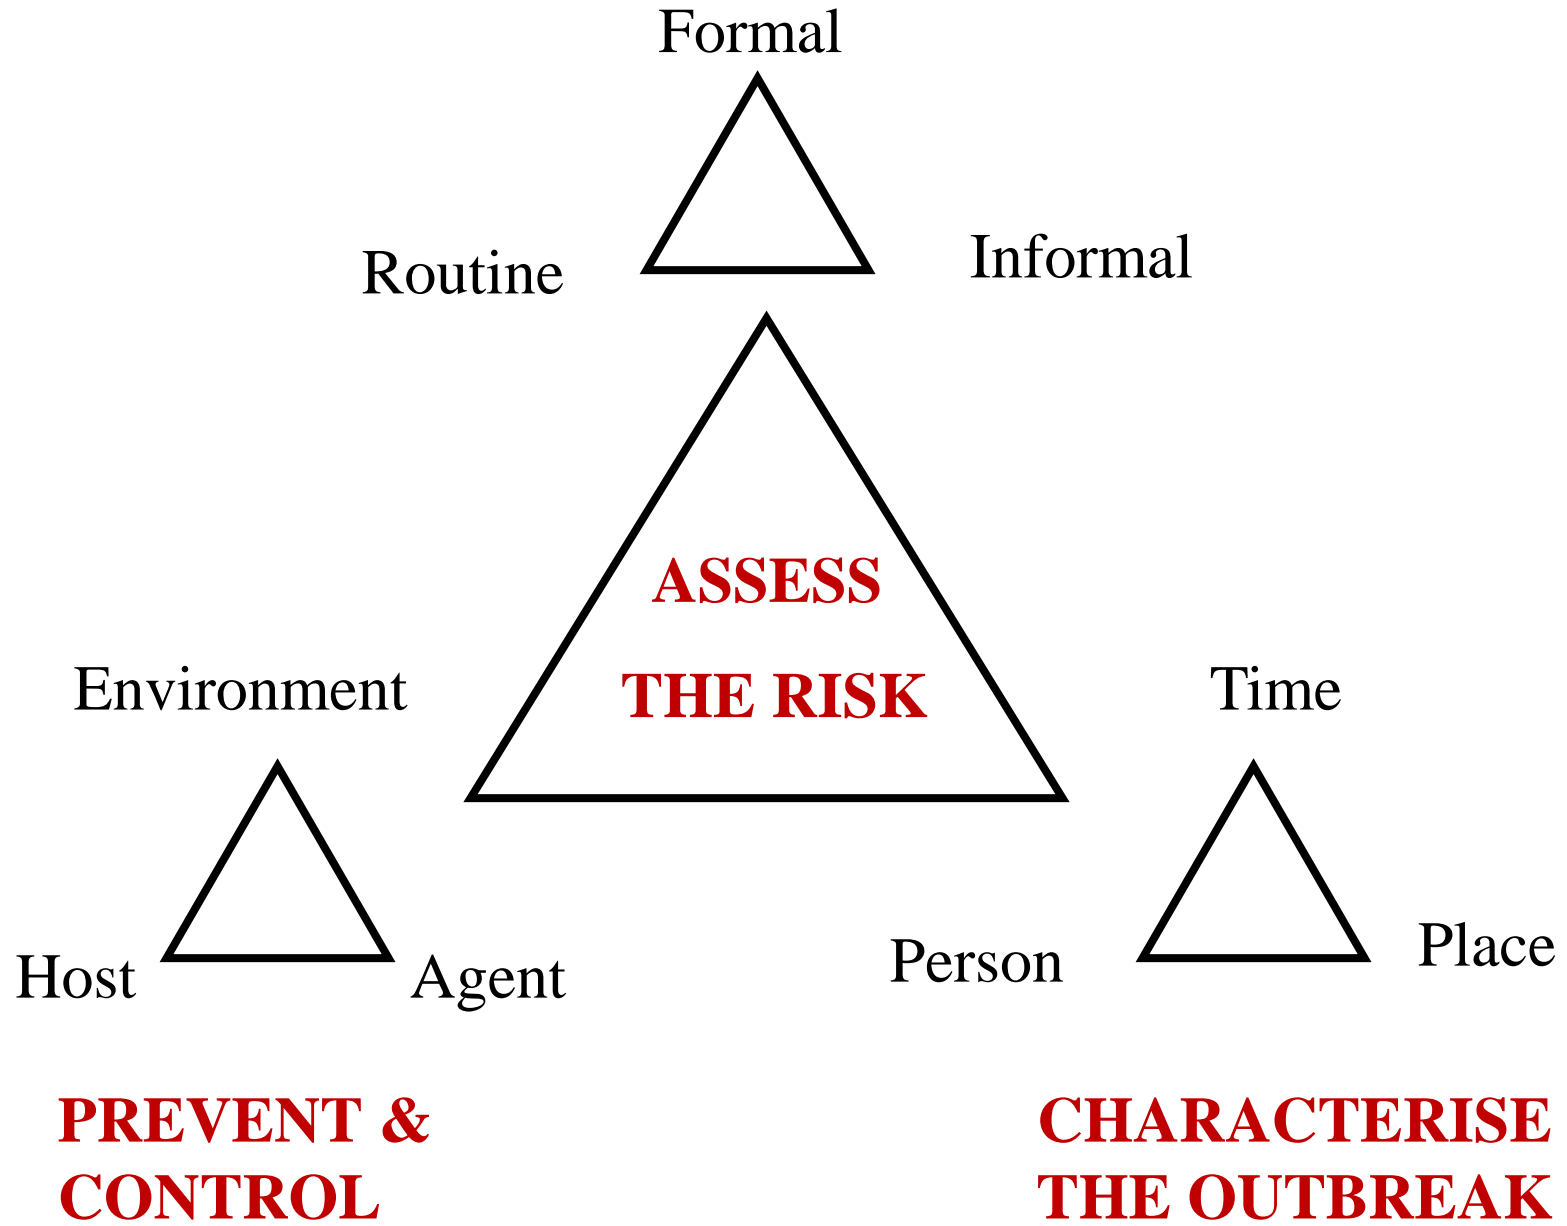 Formal
Routine
Informal
ASSESS
THE RISK
Environment
Time
Host
Agent
Person
Place
PREVENT &
CONTROL
CHARACTERISE
THE OUTBREAK